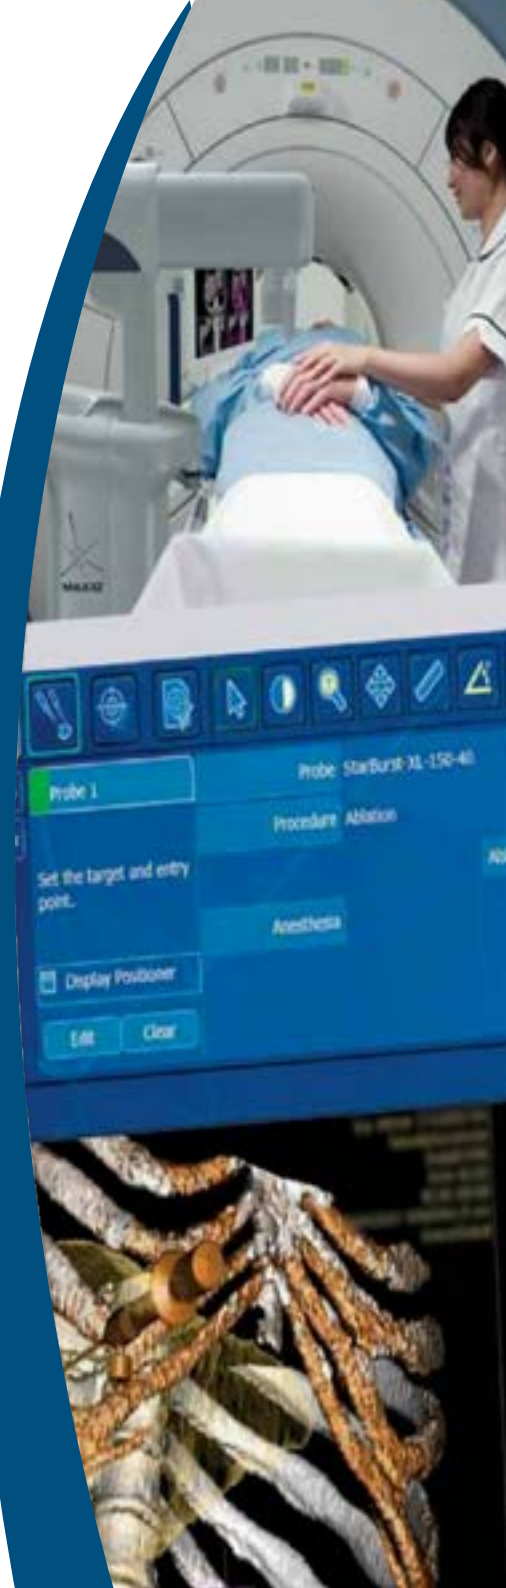 MAXIO
Probe 1
Probe StarBurst-XL-150-40
Procedure Ablation
Set the target and entry
point.
Anesthesia
Display Positioner
Edit Clear